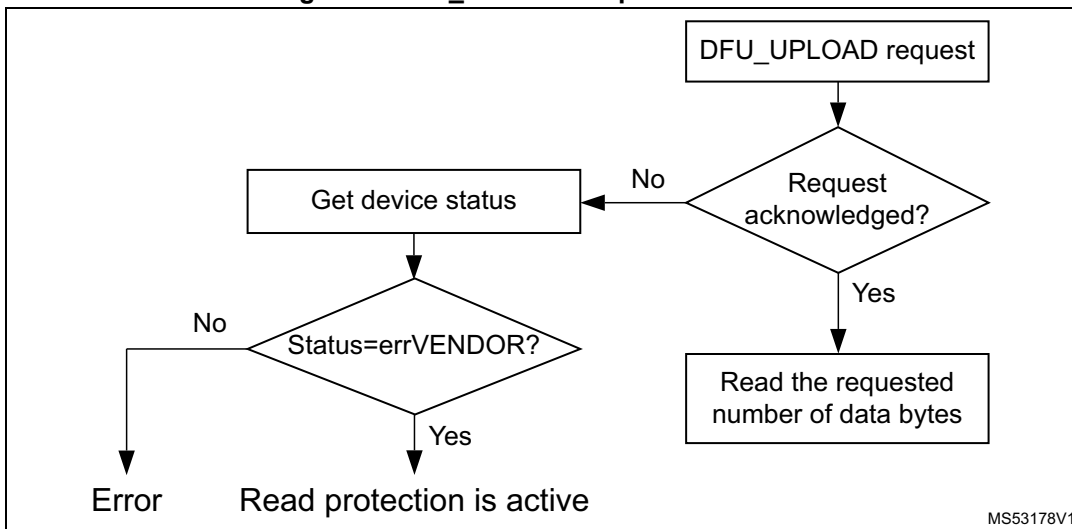 DFU_UPLOAD request
Request
acknowledged?
No
Get device status
Yes
No
Status=errVENDOR?
Read the requested
number of data bytes
Yes
Error
Read protection is active
MS53178V1